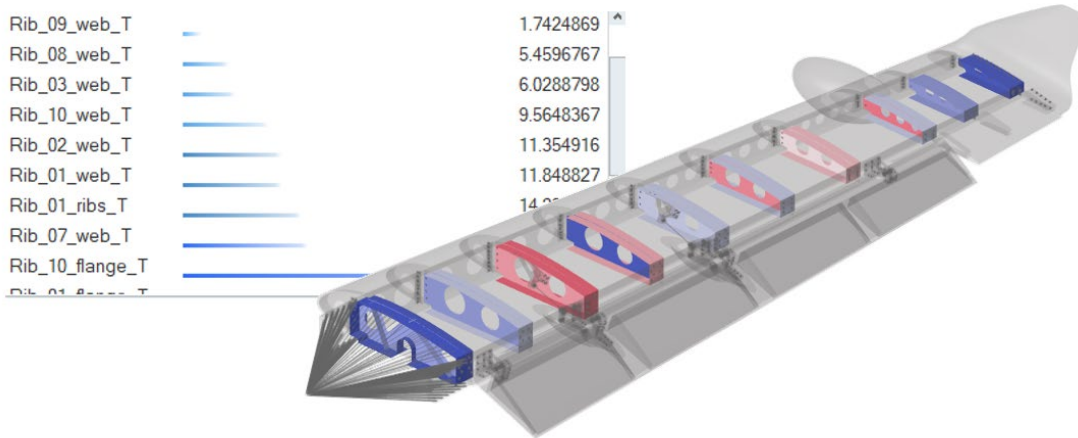 Rib_09_web_T 1.7424869
Rib_08_web_T 5.4596767
Rib_03_web_T 6.0288798
Rib_10_web_T 9.5648367
Rib_02_web_T 11.354916
Rib_01_web_T 11.848827
Rib_01_ribs_T
Rib_07_web_T
Rib_10_flange_T
Rib_01_flange_T